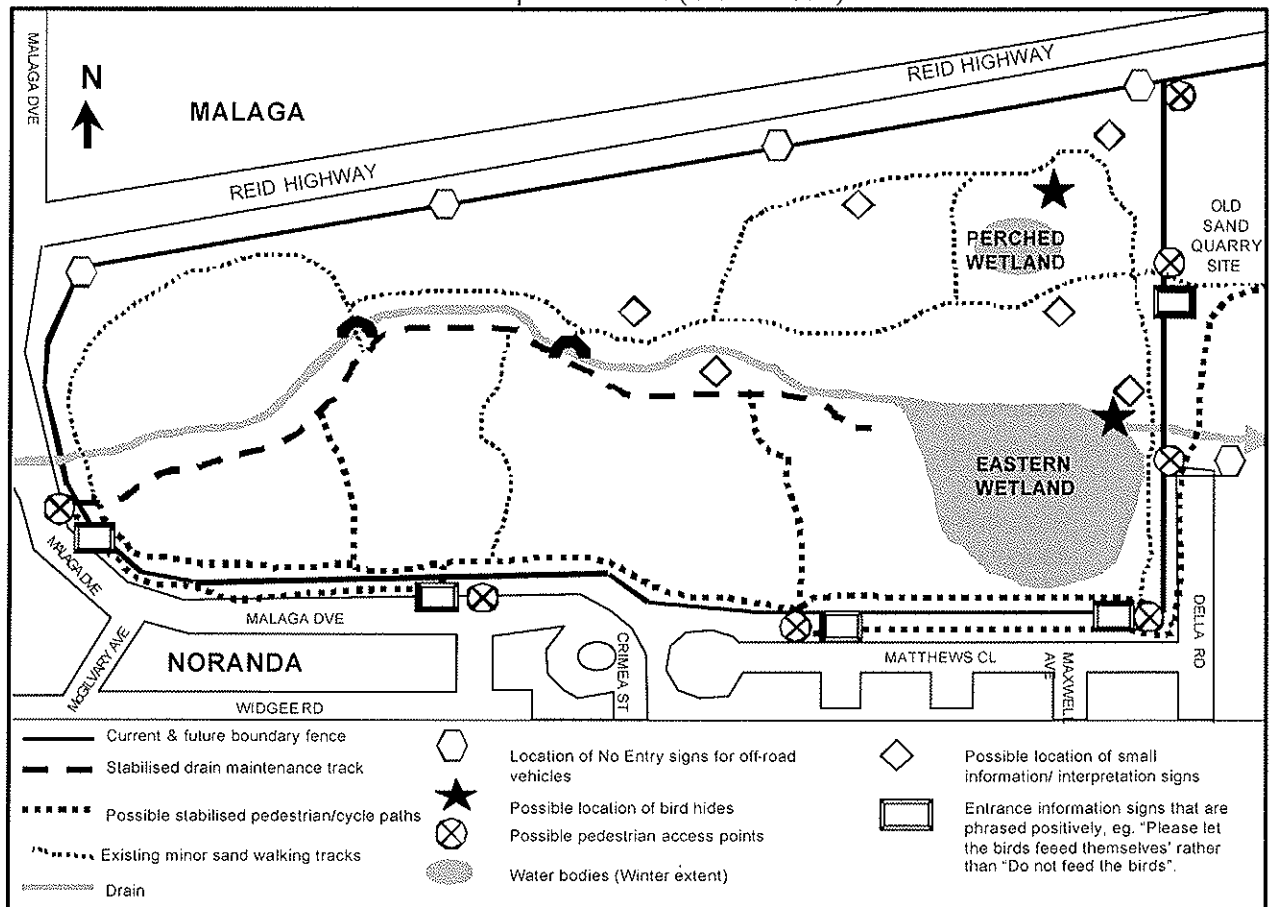 MALAGA DVE
N
MALAGA
REID HIGHWAY
REID HIGHWAY
OLD
SAND
QUARRY
SITE
PERCHED
WETLAND
EASTERN
WETLAND
MALAGA DVE
MALAGA DVE
McGILVARY AVE
NORANDA
CRIMEA ST
MATTHEWS CL
MAXWELL
AVE
DELLA RD
WIDGEE RD
Current & future boundary fence
Stabilised drain maintenance track
Possible stabilised pedestrian/cycle paths
Existing minor sand walking tracks
Drain
Location of No Entry signs for off-road
vehicles
Possible location of bird hides
Possible pedestrian access points
Water bodies (Winter extent)
Possible location of small
information/ interpretation signs
Entrance information signs that are
phrased positively, eg. "Please let
the birds feeed themselves' rather
than "Do not feed the birds".